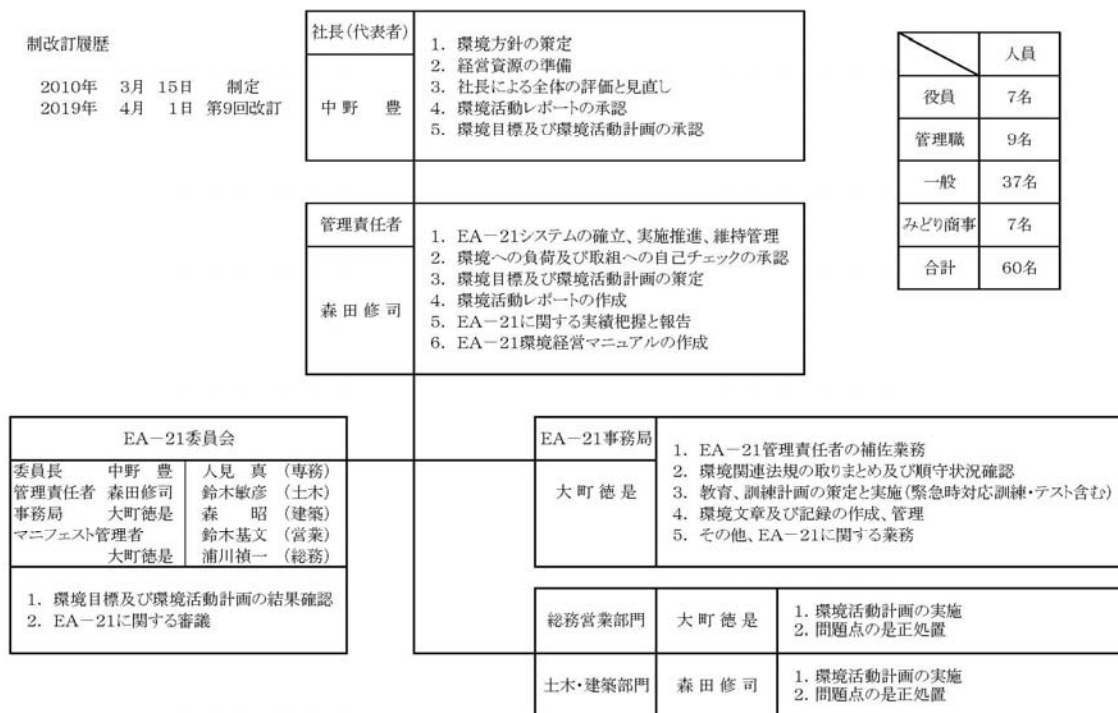 制改訂履歴
2010年 3月 15日 制定
2019年 4月 1日 第9回改訂
社長(代表者)
中野 豊
1. 環境方針の策定
2. 経営資源の準備
3. 社長による全体の評価と見直し
4. 環境活動レポートの承認
5. 環境目標及び環境活動計画の承認
人員
役員 7名
管理職 9名
一般 37名
みどり商事 7名
合計 60名
管理責任者
森田修司
1. EA-21システムの確立、実施推進、維持管理
2. 環境への負荷及び取組への自己チェックの承認
3. 環境目標及び環境活動計画の策定
4. 環境活動レポートの作成
5. EA-21に関する実績把握と報告
6. EA-21環境経営マニュアルの作成
EA-21委員会
委員長 中野 豊 人見 真 (専務)
管理責任者 森田修司 鈴木敏彦 (土木)
事務局 大町徳是 森 昭 (建築)
マニフェスト管理者 鈴木基文 (営業)
大町徳是 浦川禎一 (総務)
1. 環境目標及び環境活動計画の結果確認
2. EA-21に関する審議
EA-21事務局
大町徳是
1. EA-21管理責任者の補佐業務
2. 環境関連法規の取りまとめ及び順守状況確認
3. 教育、訓練計画の策定と実施(緊急時対応訓練・テスト含む)
4. 環境文章及び記録の作成、管理
5. その他、EA-21に関する業務
総務営業部門 大町徳是
1. 環境活動計画の実施
2. 問題点の是正処置
土木・建築部門 森田修司
1. 環境活動計画の実施
2. 問題点の是正処置